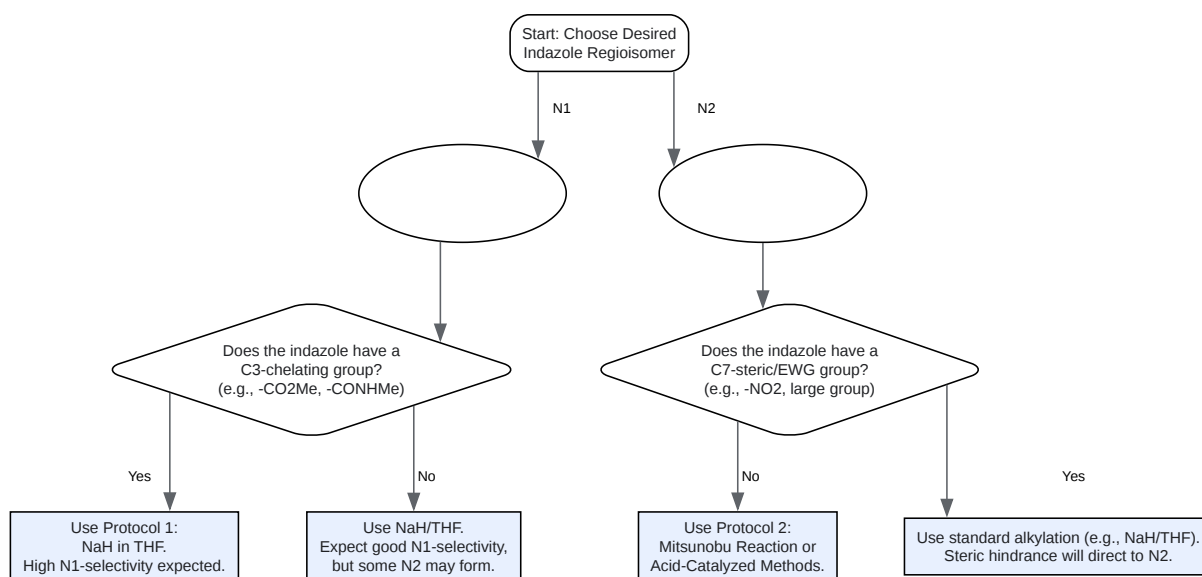 Start: Choose Desired
Indazole Regioisomer
N1
N2
Does the indazole have a
C3-chelating group?
(e.g., -CO2Me, -CONHMe)
Does the indazole have a
C7-steric/EWG group?
(e.g., -NO2, large group)
Yes
No
No
Yes
Use Protocol 1:
NaH in THF.
High N1-selectivity expected.
Use NaH/THF.
Expect good N1-selectivity,
but some N2 may form.
Use Protocol 2:
Mitsunobu Reaction or
Acid-Catalyzed Methods.
Use standard alkylation (e.g., NaH/THF).
Steric hindrance will direct to N2.